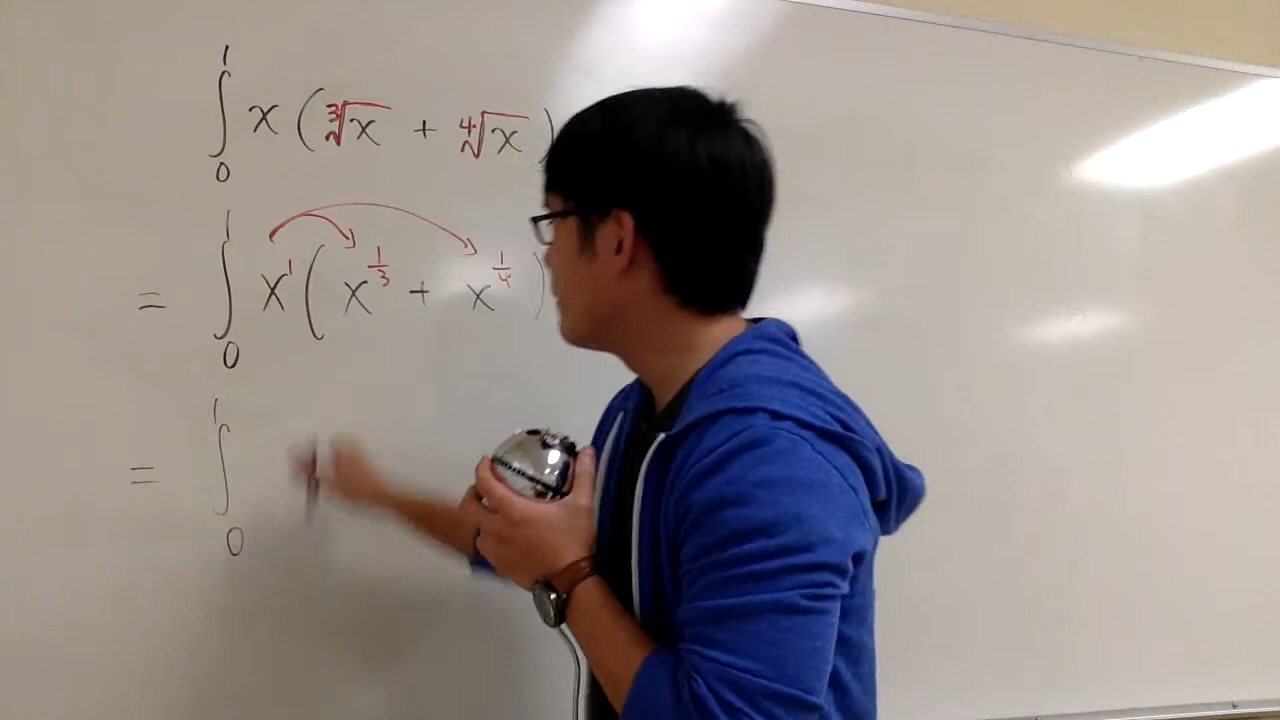 ∫₀¹ x (∛x + ∜x)
= ∫₀¹ x¹ (x^{1/3} + x^{1/4})
= ∫₀¹